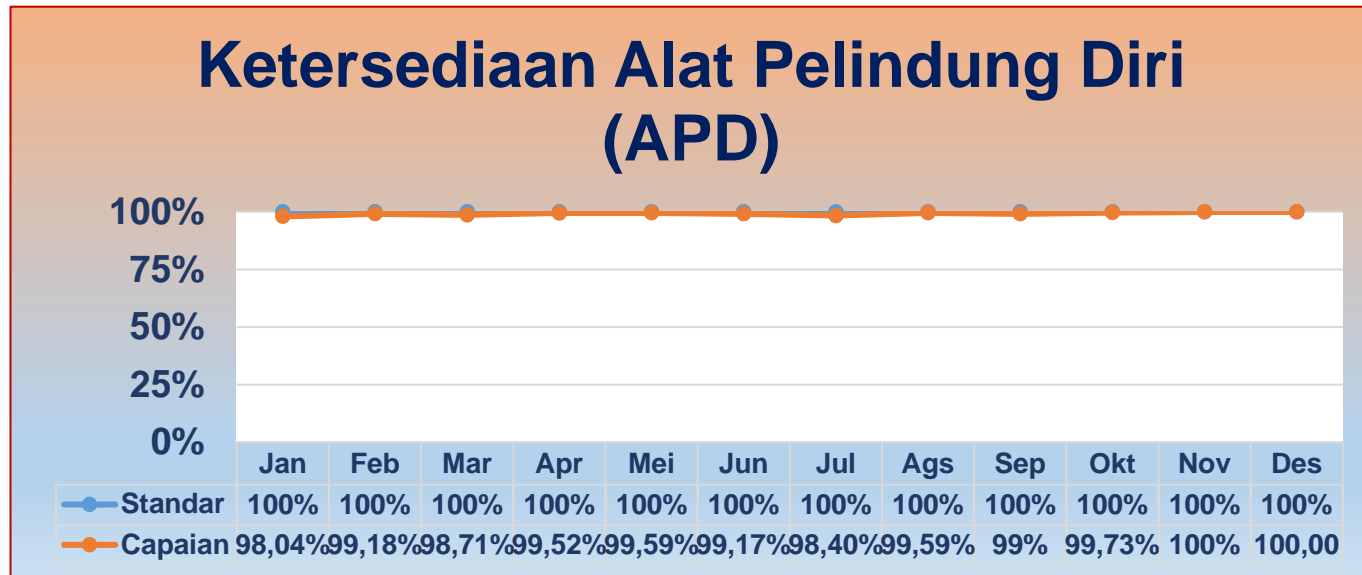 Ketersediaan Alat Pelindung Diri
(APD)
100%
75%
50%
25%
0%
Jan Feb Mar Apr Mei Jun Jul Ags Sep Okt Nov Des
Standar 100% 100% 100% 100% 100% 100% 100% 100% 100% 100% 100% 100%
Capaian 98,04% 99,18% 98,71% 99,52% 99,59% 99,17% 98,40% 99,59% 99% 99,73% 100% 100,00